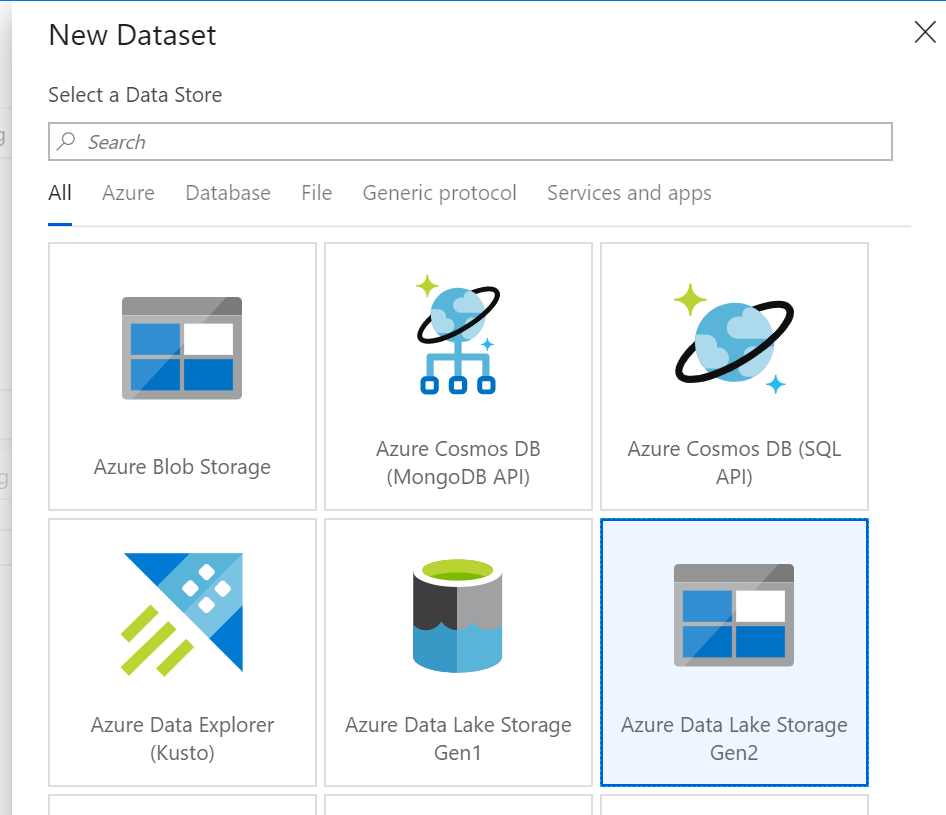 New Dataset
Select a Data Store
Search
All Azure Database File Generic protocol Services and apps
Azure Blob Storage
Azure Cosmos DB
(MongoDB API)
Azure Cosmos DB (SQL
API)
Azure Data Explorer
(Kusto)
Azure Data Lake Storage
Gen1
Azure Data Lake Storage
Gen2